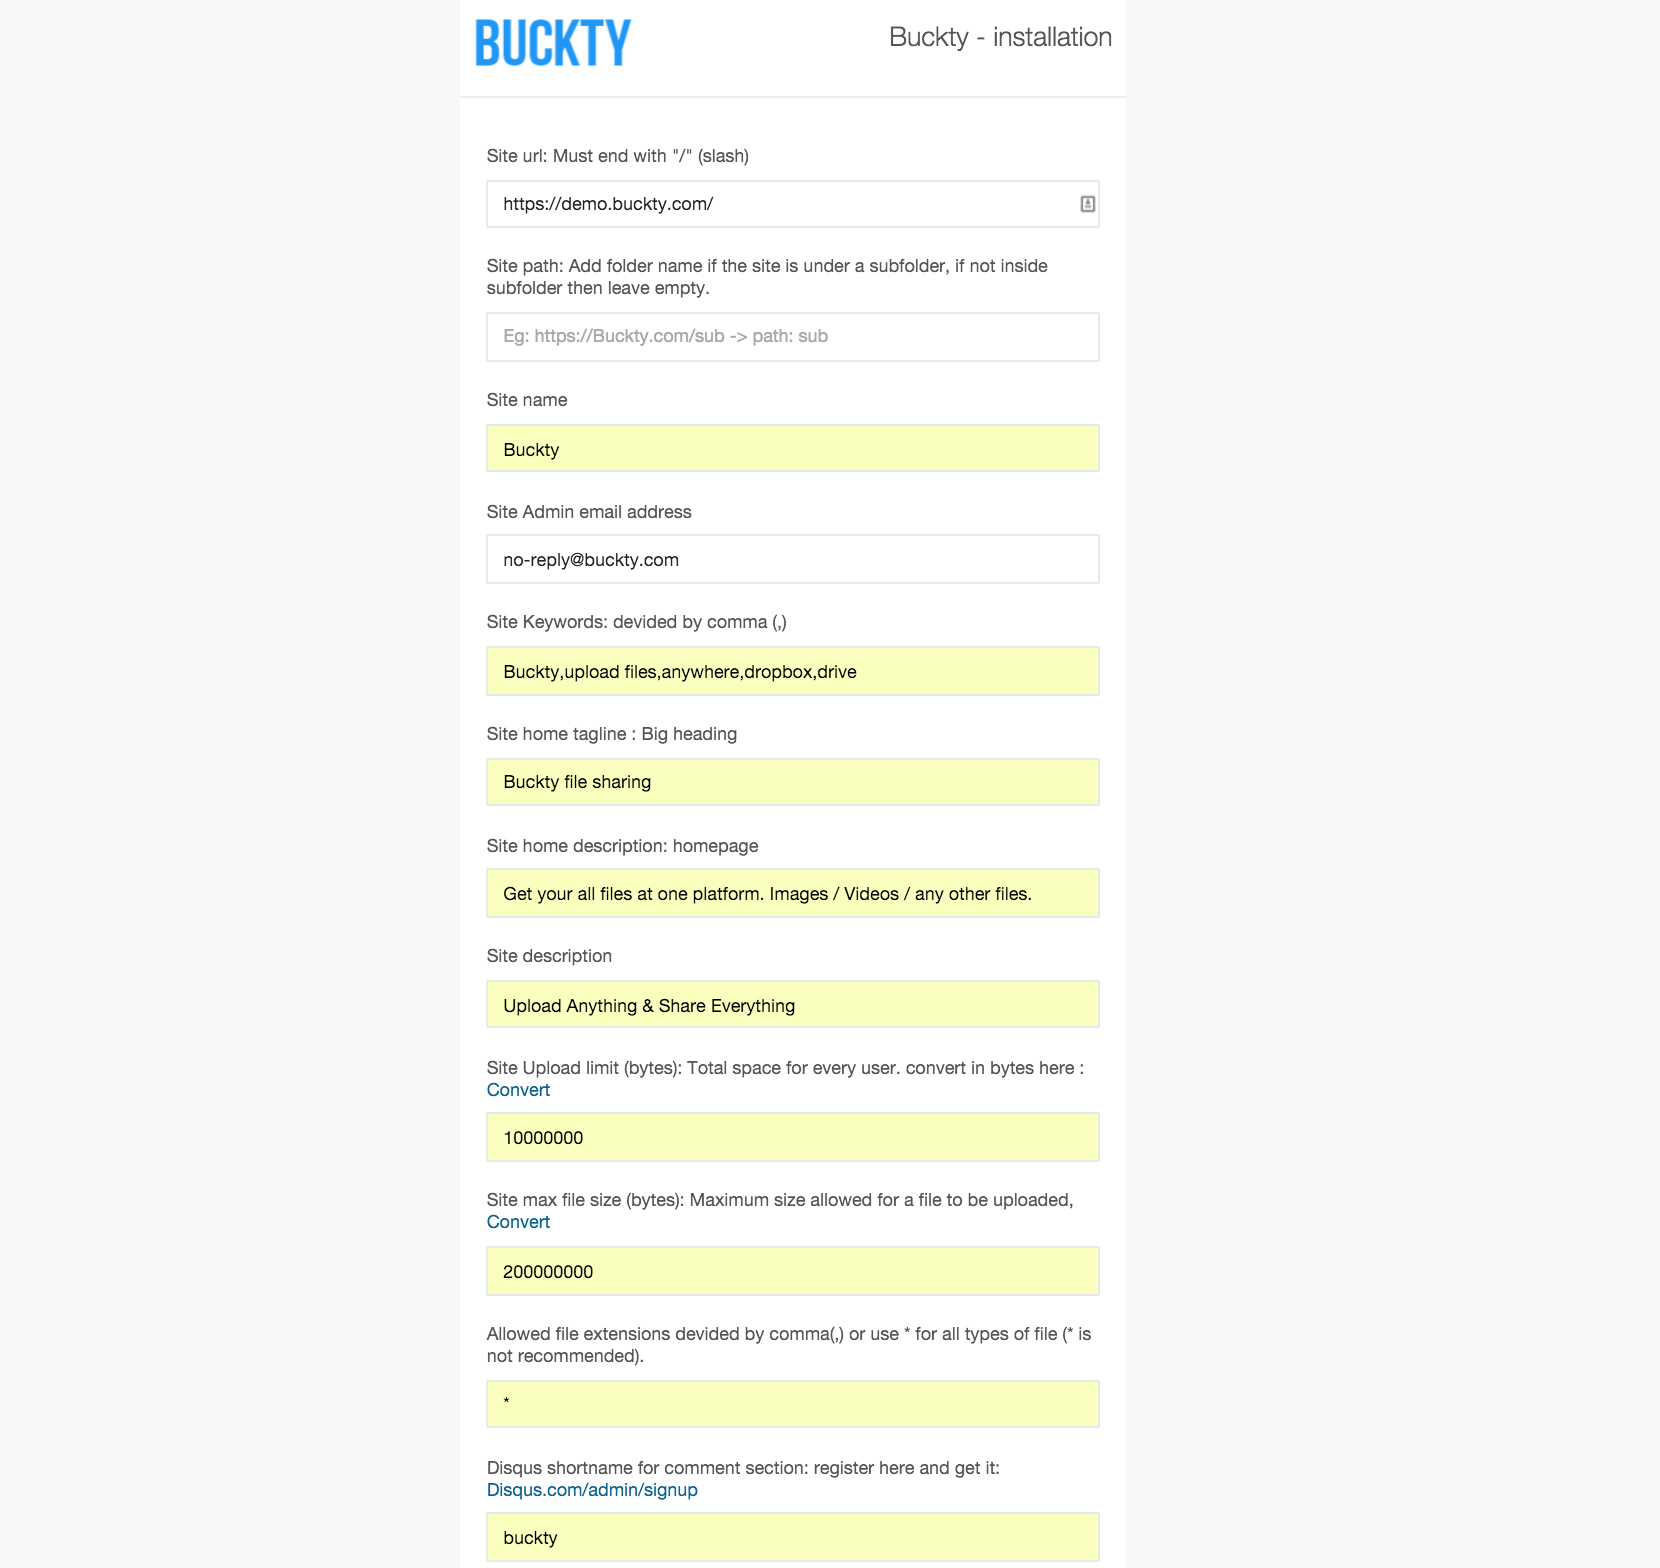 BUCKTY
Buckty - installation
Site url: Must end with "/" (slash)
https://demo.buckty.com/
Site path: Add folder name if the site is under a subfolder, if not inside
subfolder then leave empty.
Eg: https://Buckty.com/sub -> path: sub
Site name
Buckty
Site Admin email address
no-reply@buckty.com
Site Keywords: devided by comma (,)
Buckty,upload files,anywhere,dropbox,drive
Site home tagline : Big heading
Buckty file sharing
Site home description: homepage
Get your all files at one platform. Images / Videos / any other files.
Site description
Upload Anything & Share Everything
Site Upload limit (bytes): Total space for every user. convert in bytes here :
Convert
10000000
Site max file size (bytes): Maximum size allowed for a file to be uploaded,
Convert
200000000
Allowed file extensions devided by comma(,) or use * for all types of file (* is
not recommended).
*
Disqus shortname for comment section: register here and get it:
Disqus.com/admin/signup
buckty